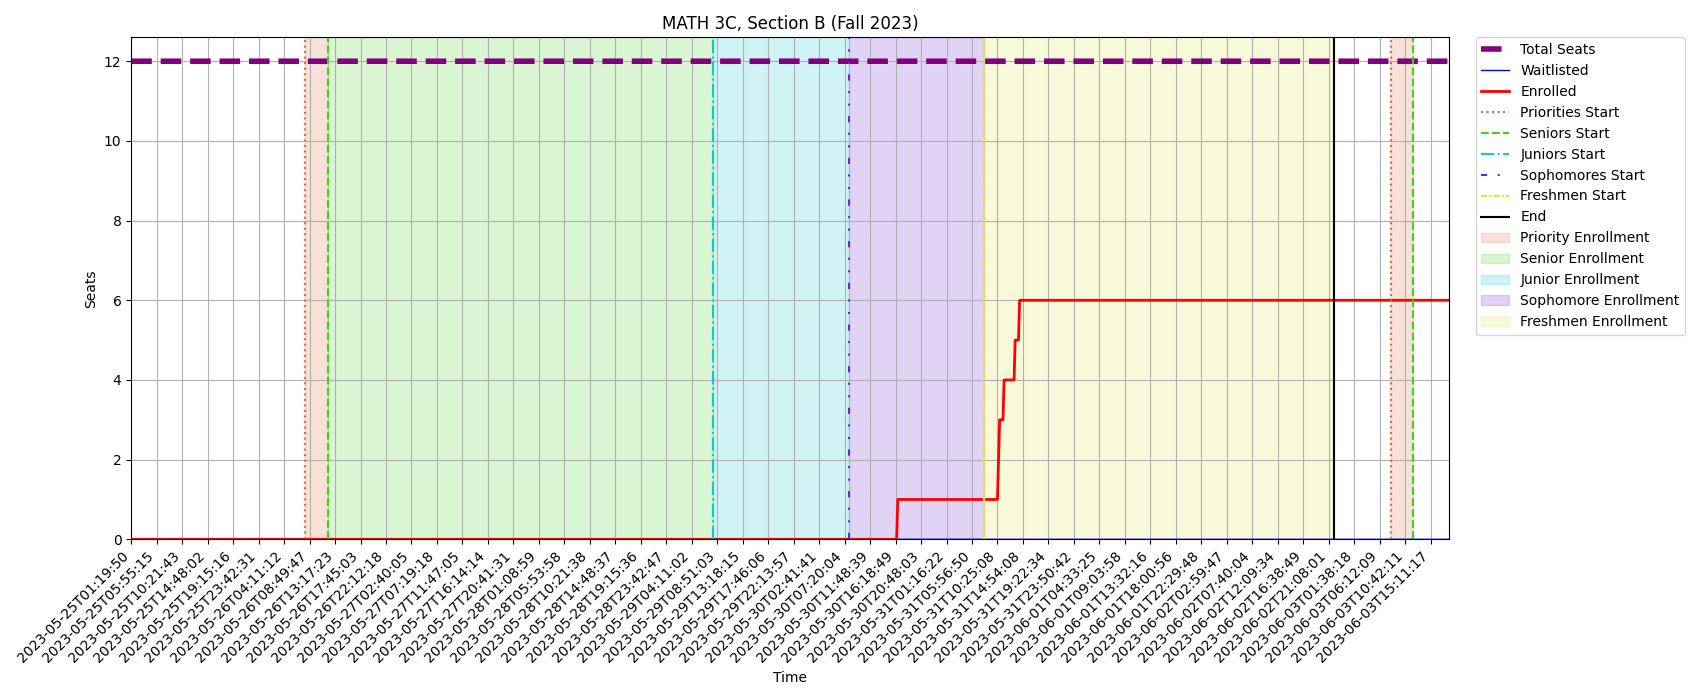 MATH 3C, Section B (Fall 2023)
Seats
12
10
8
6
4
2
0
2023-05-25T01:19:50
2023-05-25T05:55:15
2023-05-25T10:21:43
2023-05-25T14:48:02
2023-05-25T19:15:16
2023-05-25T23:42:31
2023-05-26T04:11:12
2023-05-26T08:49:47
2023-05-26T13:17:23
2023-05-26T17:45:03
2023-05-26T22:12:18
2023-05-27T02:40:05
2023-05-27T07:19:18
2023-05-27T11:47:05
2023-05-27T16:14:14
2023-05-27T20:41:31
2023-05-28T01:08:59
2023-05-28T05:53:58
2023-05-28T10:21:38
2023-05-28T14:48:37
2023-05-28T19:15:36
2023-05-28T23:42:47
2023-05-29T04:11:02
2023-05-29T08:51:03
2023-05-29T13:18:15
2023-05-29T17:46:06
2023-05-29T22:13:57
2023-05-30T02:41:41
2023-05-30T07:20:04
2023-05-30T11:48:39
2023-05-30T16:18:49
2023-05-30T20:48:03
2023-05-31T01:16:22
2023-05-31T05:56:50
2023-05-31T10:25:08
2023-05-31T14:54:08
2023-05-31T19:22:34
2023-05-31T23:50:42
2023-06-01T04:33:25
2023-06-01T09:03:58
2023-06-01T13:32:16
2023-06-01T18:00:56
2023-06-01T22:29:48
2023-06-02T02:59:47
2023-06-02T07:40:04
2023-06-02T12:09:34
2023-06-02T16:38:49
2023-06-02T21:08:01
2023-06-03T01:38:18
2023-06-03T06:12:09
2023-06-03T10:42:11
2023-06-03T15:11:17
Time
Total Seats
Waitlisted
Enrolled
Priorities Start
Seniors Start
Juniors Start
Sophomores Start
Freshmen Start
End
Priority Enrollment
Senior Enrollment
Junior Enrollment
Sophomore Enrollment
Freshmen Enrollment